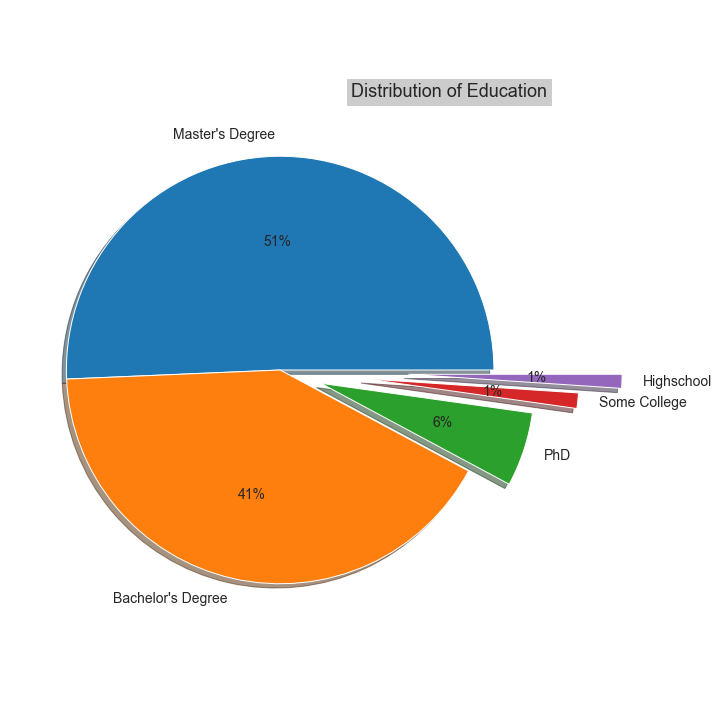 Distribution of Education
Master's Degree
51%
1%
Highschool
1%
Some College
6%
PhD
41%
Bachelor's Degree